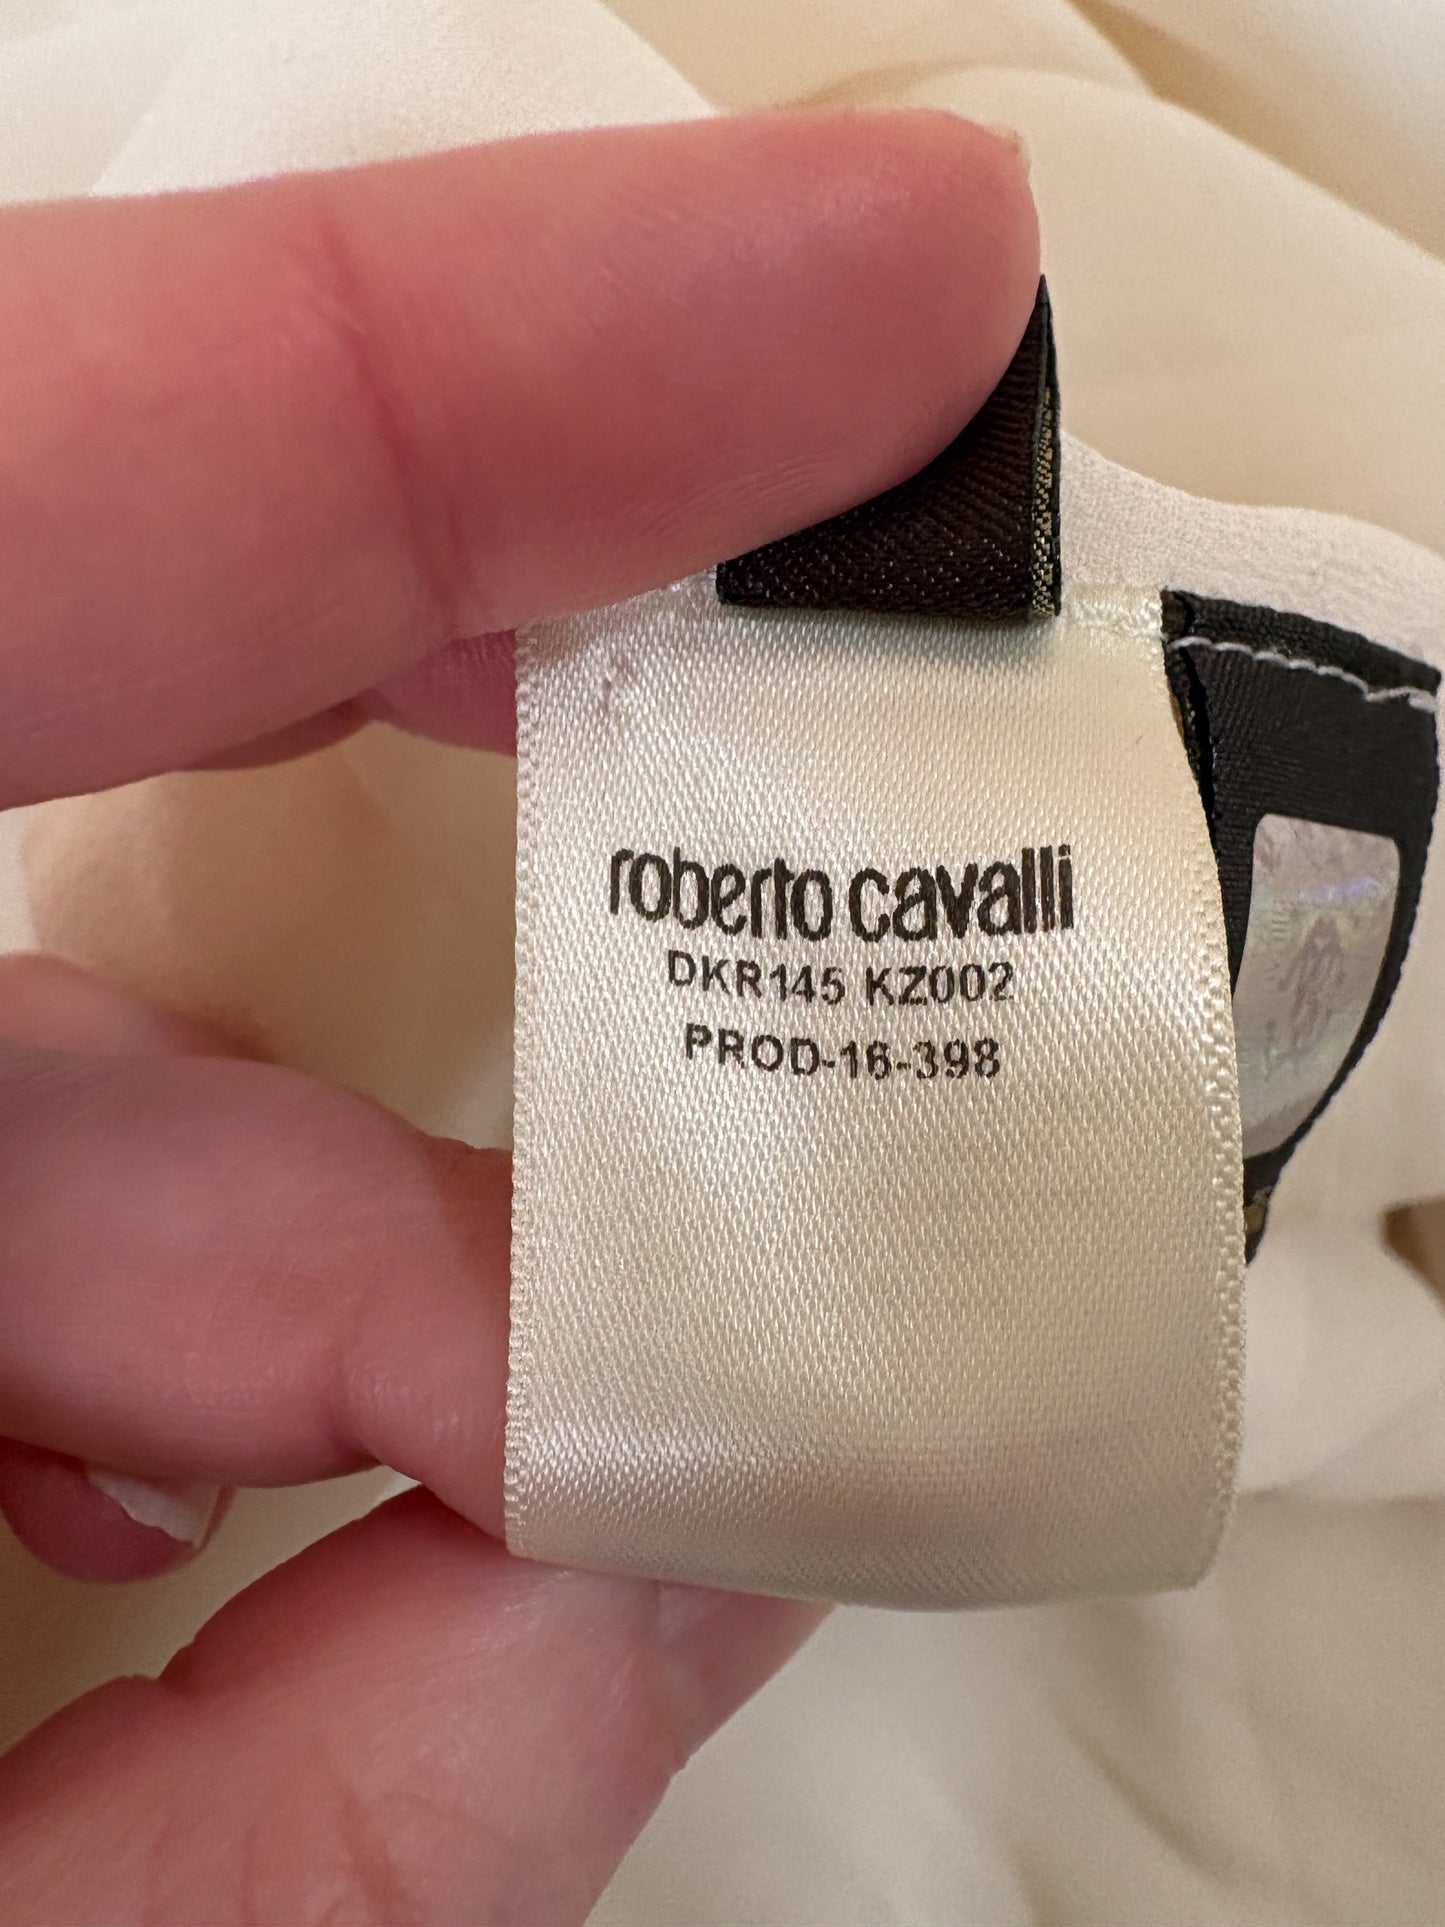 roberto cavalli
DKR145 KZ002
PROD-16-398